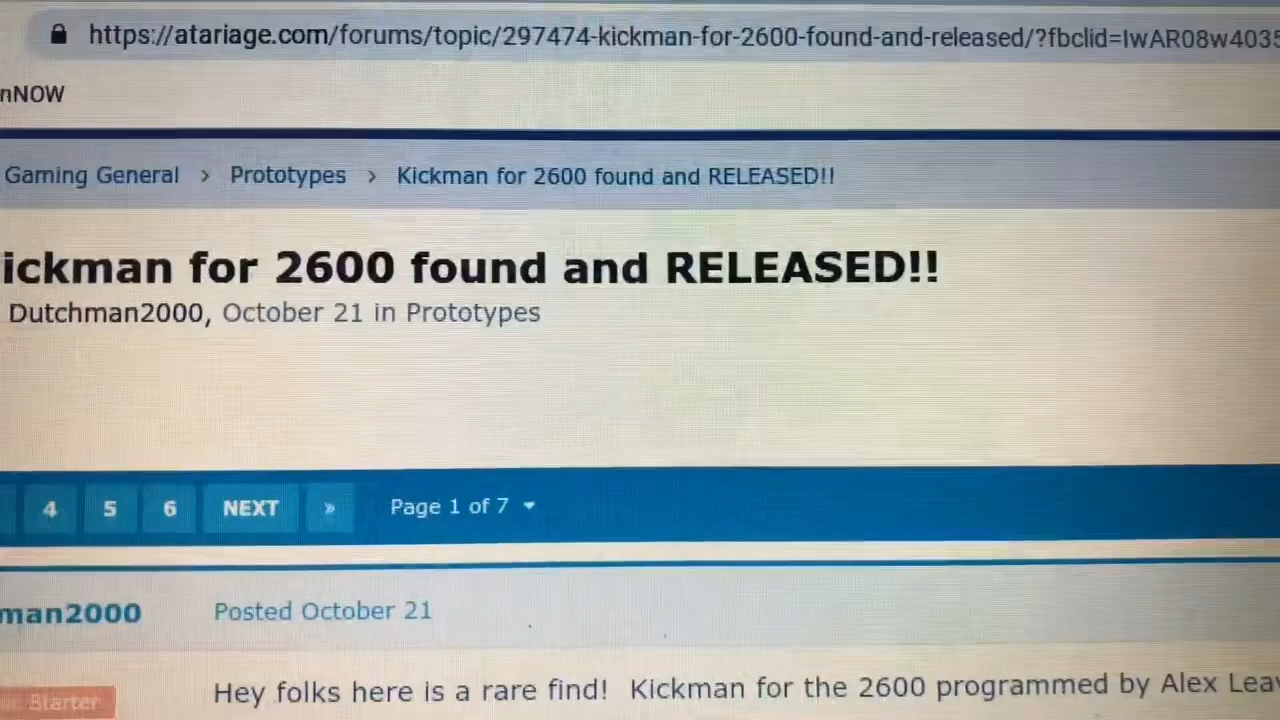 https://atariage.com/forums/topic/297474-kickman-for-2600-found-and-released/?fbclid=IwAR08w4035
nNOW
Gaming General > Prototypes > Kickman for 2600 found and RELEASED!!
ickman for 2600 found and RELEASED!!
Dutchman2000, October 21 in Prototypes
4 5 6 NEXT » Page 1 of 7
man2000 Posted October 21
Starter
Hey folks here is a rare find! Kickman for the 2600 programmed by Alex Leav